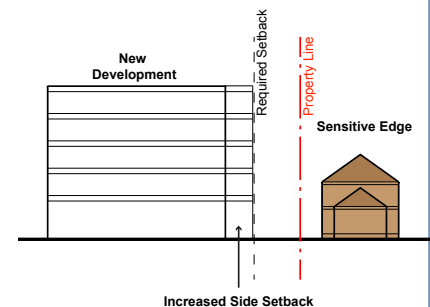 New
Development
Required Setback
Property Line
Sensitive Edge
Increased Side Setback